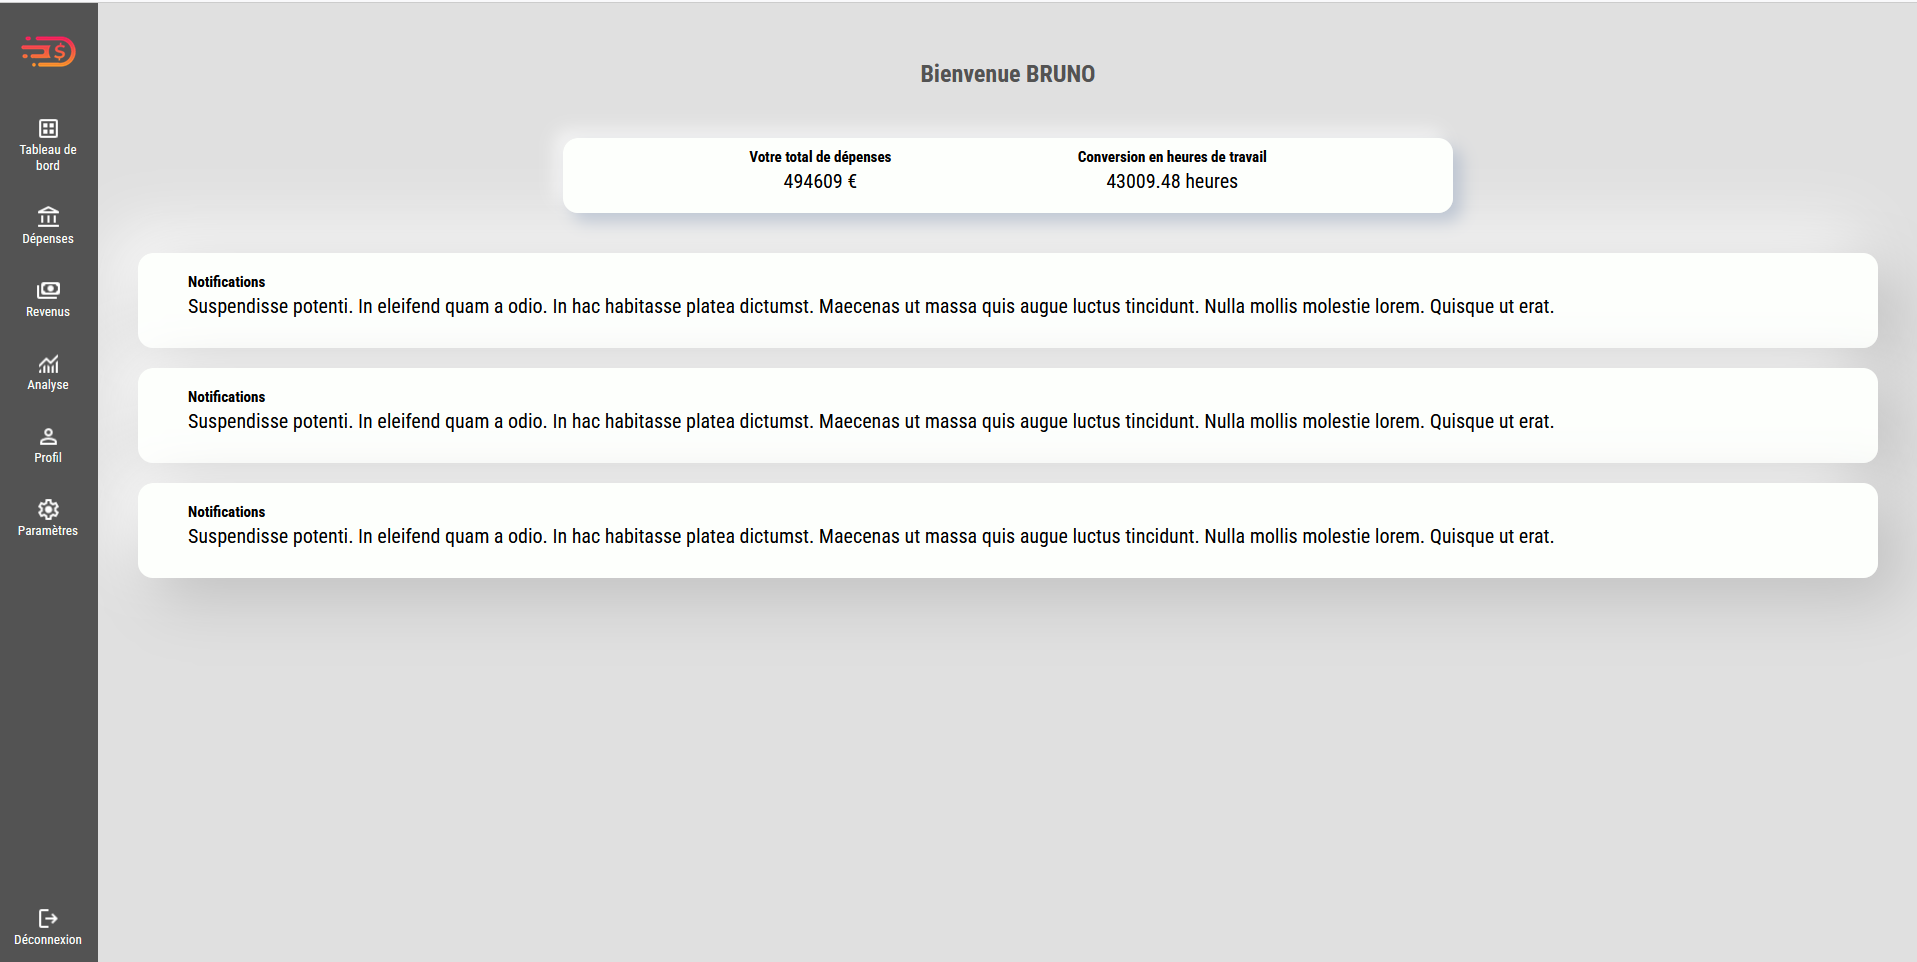 $
Tableau de
bord
Dépenses
Revenus
Analyse
Profil
Paramètres
Déconnexion
Bienvenue BRUNO
Votre total de dépenses
494609 €
Conversion en heures de travail
43009.48 heures
Notifications
Suspendisse potenti. In eleifend quam a odio. In hac habitasse platea dictumst. Maecenas ut massa quis augue luctus tincidunt. Nulla mollis molestie lorem. Quisque ut erat.
Notifications
Suspendisse potenti. In eleifend quam a odio. In hac habitasse platea dictumst. Maecenas ut massa quis augue luctus tincidunt. Nulla mollis molestie lorem. Quisque ut erat.
Notifications
Suspendisse potenti. In eleifend quam a odio. In hac habitasse platea dictumst. Maecenas ut massa quis augue luctus tincidunt. Nulla mollis molestie lorem. Quisque ut erat.